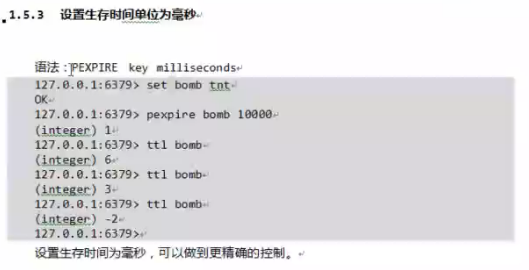 1.5.3 设置生存时间单位为毫秒
语法：PEXPIRE key milliseconds
127.0.0.1:6379> set bomb tnt
OK
127.0.0.1:6379> pexpire bomb 10000
(integer) 1
127.0.0.1:6379> ttl bomb
(integer) 6
127.0.0.1:6379> ttl bomb
(integer) 3
127.0.0.1:6379> ttl bomb
(integer) -2
127.0.0.1:6379>
设置生存时间为毫秒，可以做到更精确的控制。